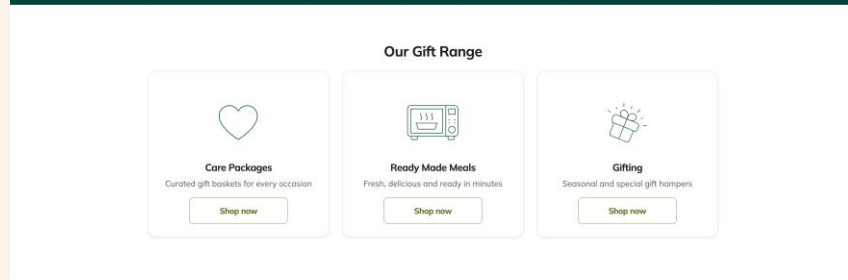 Our Gift Range
Care Packages
Curated gift baskets for every occasion
Shop now
Ready Made Meals
Fresh, delicious and ready in minutes
Shop now
Gifting
Seasonal and special gift hampers
Shop now